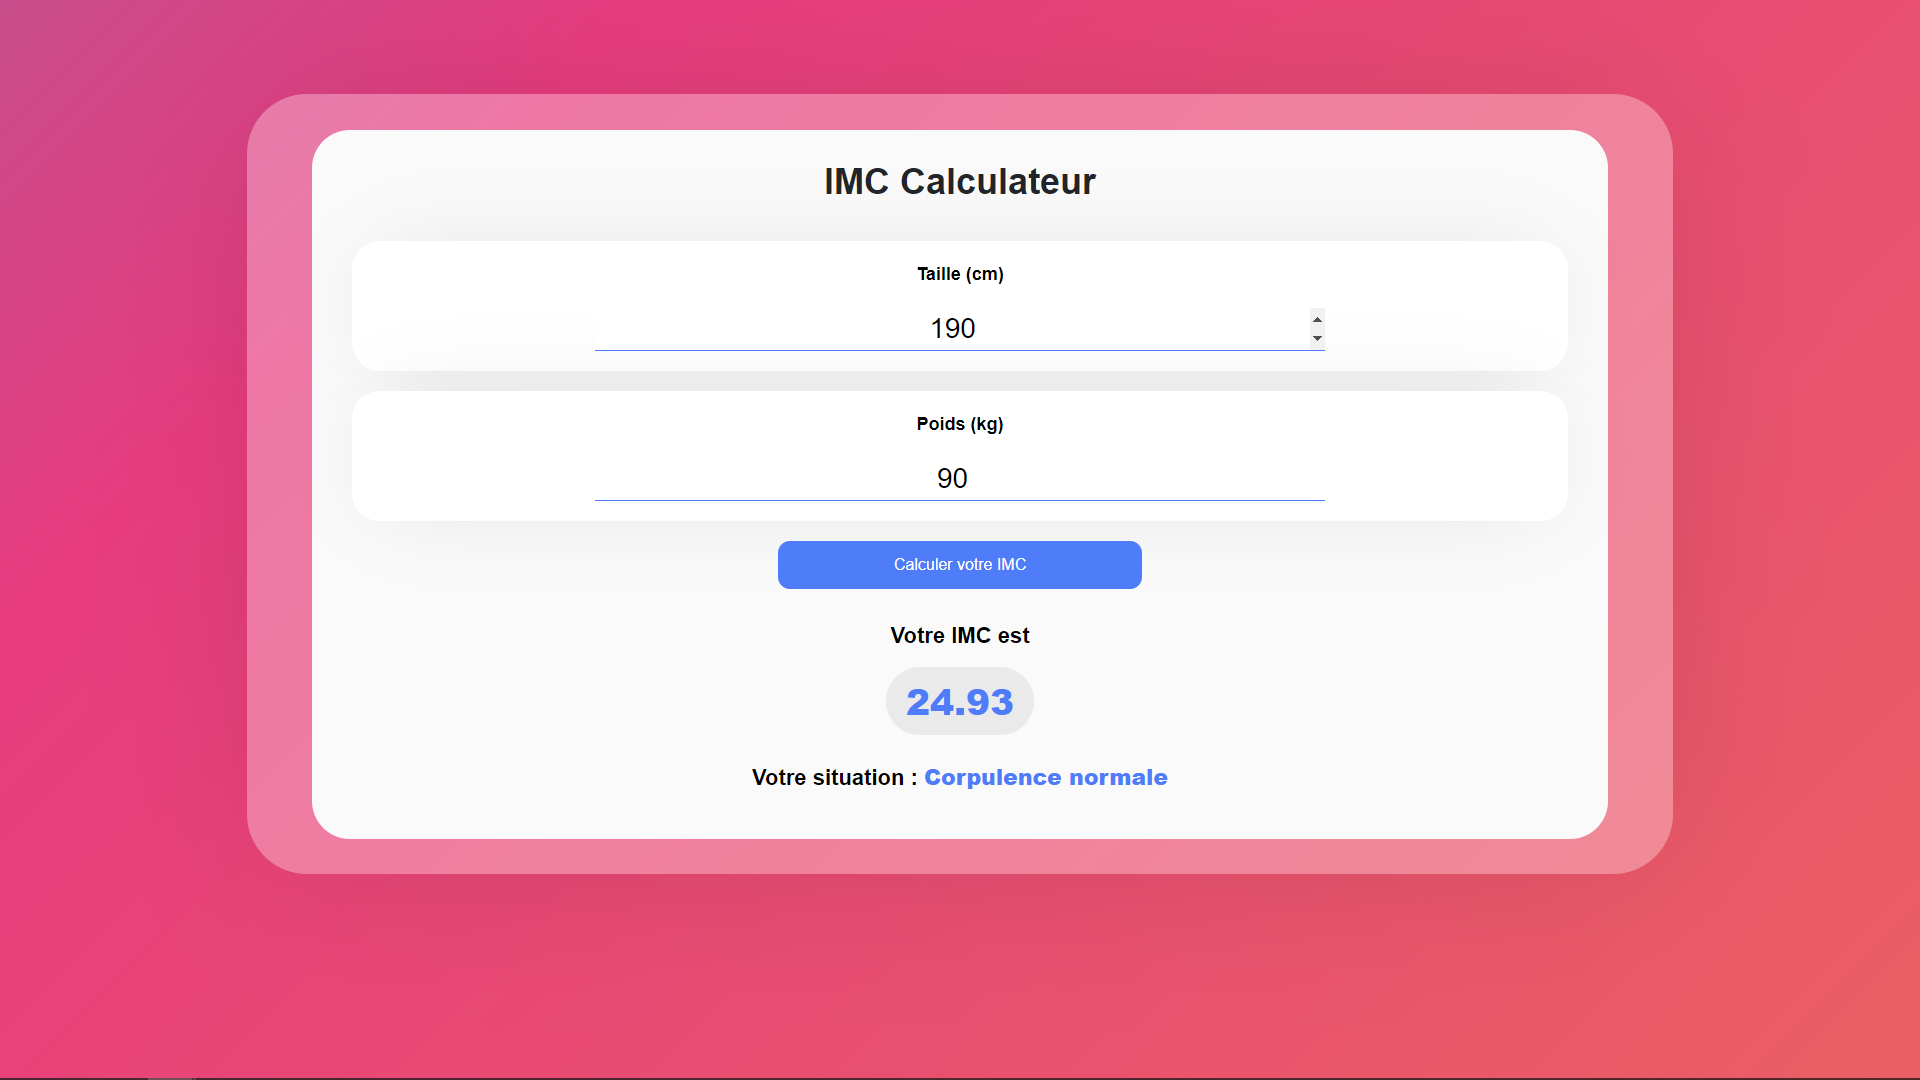 IMC Calculateur
Taille (cm)
190
Poids (kg)
90
Calculer votre IMC
Votre IMC est
24.93
Votre situation : Corpulence normale